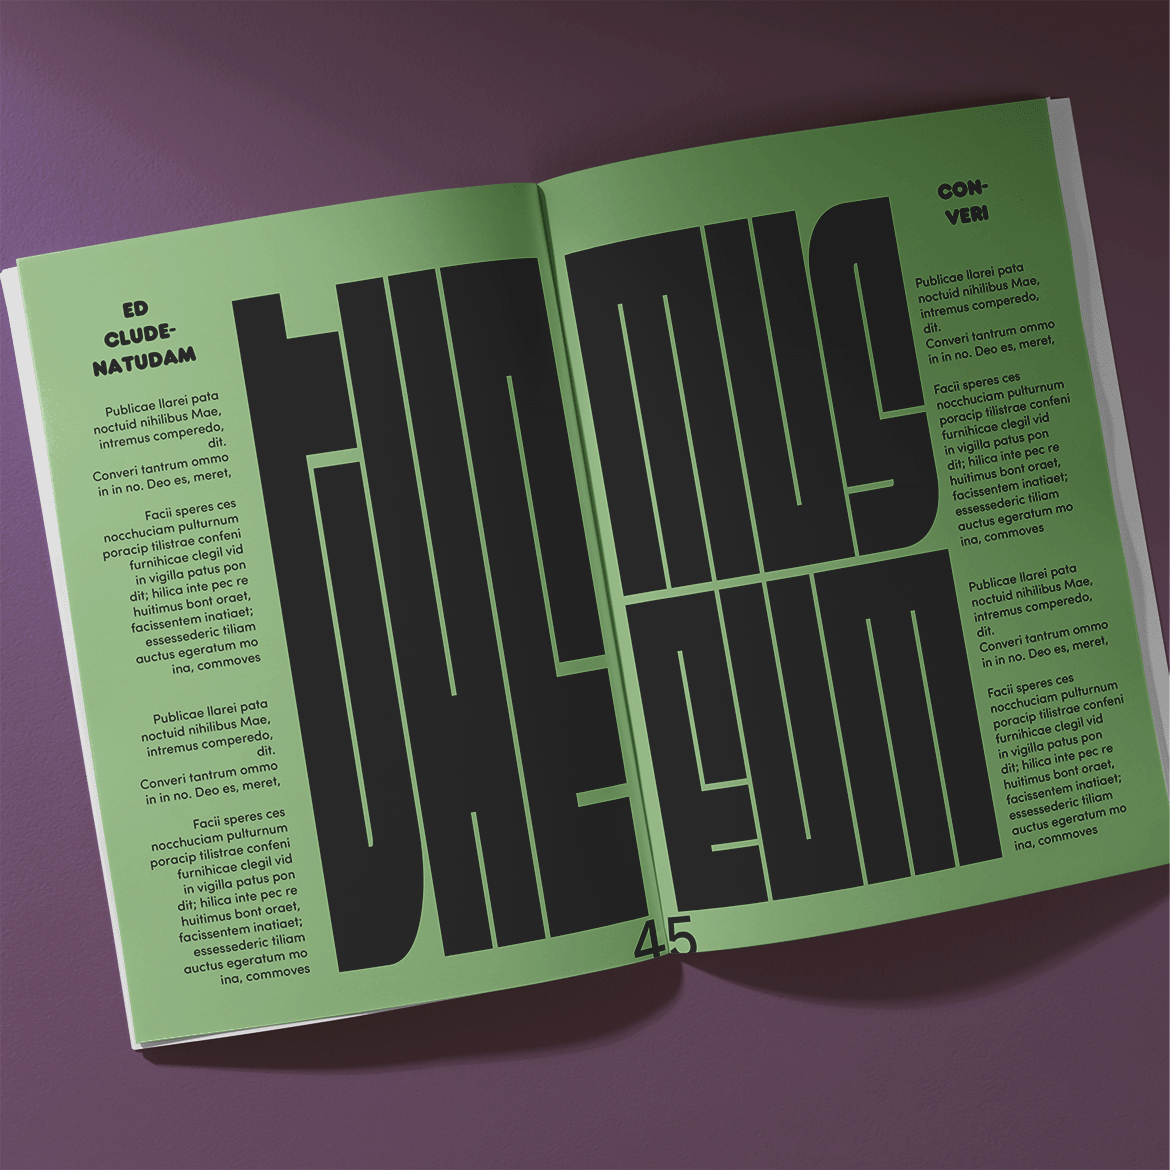 ED
CLUDE-
NATUDAM
Publicae llarei pata
noctuid nihilibus Mae,
intremus comperedo,
dit.
Converi tantrum ommo
in in no. Deo es, meret,
Facii speres ces
nocchuciam pulturnum
poracip tilistrae confeni
furnihicae clegil vid
in vigilla patus pon
dit; hilica inte pec re
huitimus bont oraet,
facissentem inatiaet;
essessederic tiliam
auctus egeratum mo
ina, commoves
Publicae llarei pata
noctuid nihilibus Mae,
intremus comperedo,
dit.
Converi tantrum ommo
in in no. Deo es, meret,
Facii speres ces
nocchuciam pulturnum
poracip tilistrae confeni
furnihicae clegil vid
in vigilla patus pon
dit; hilica inte pec re
huitimus bont oraet,
facissentem inatiaet;
essessederic tiliam
auctus egeratum mo
ina, commoves
the
mus
eum
CON-
VERI
Publicae llarei pata
noctuid nihilibus Mae,
intremus comperedo,
dit.
Converi tantrum ommo
in in no. Deo es, meret,
Facii speres ces
nocchuciam pulturnum
poracip tilistrae confeni
furnihicae clegil vid
in vigilla patus pon
dit; hilica inte pec re
huitimus bont oraet,
facissentem inatiaet;
essessederic tiliam
auctus egeratum mo
ina, commoves
Publicae llarei pata
noctuid nihilibus Mae,
intremus comperedo,
dit.
Converi tantrum ommo
in in no. Deo es, meret,
Facii speres ces
nocchuciam pulturnum
poracip tilistrae confeni
furnihicae clegil vid
in vigilla patus pon
dit; hilica inte pec re
huitimus bont oraet,
facissentem inatiaet;
essessederic tiliam
auctus egeratum mo
ina, commoves
45